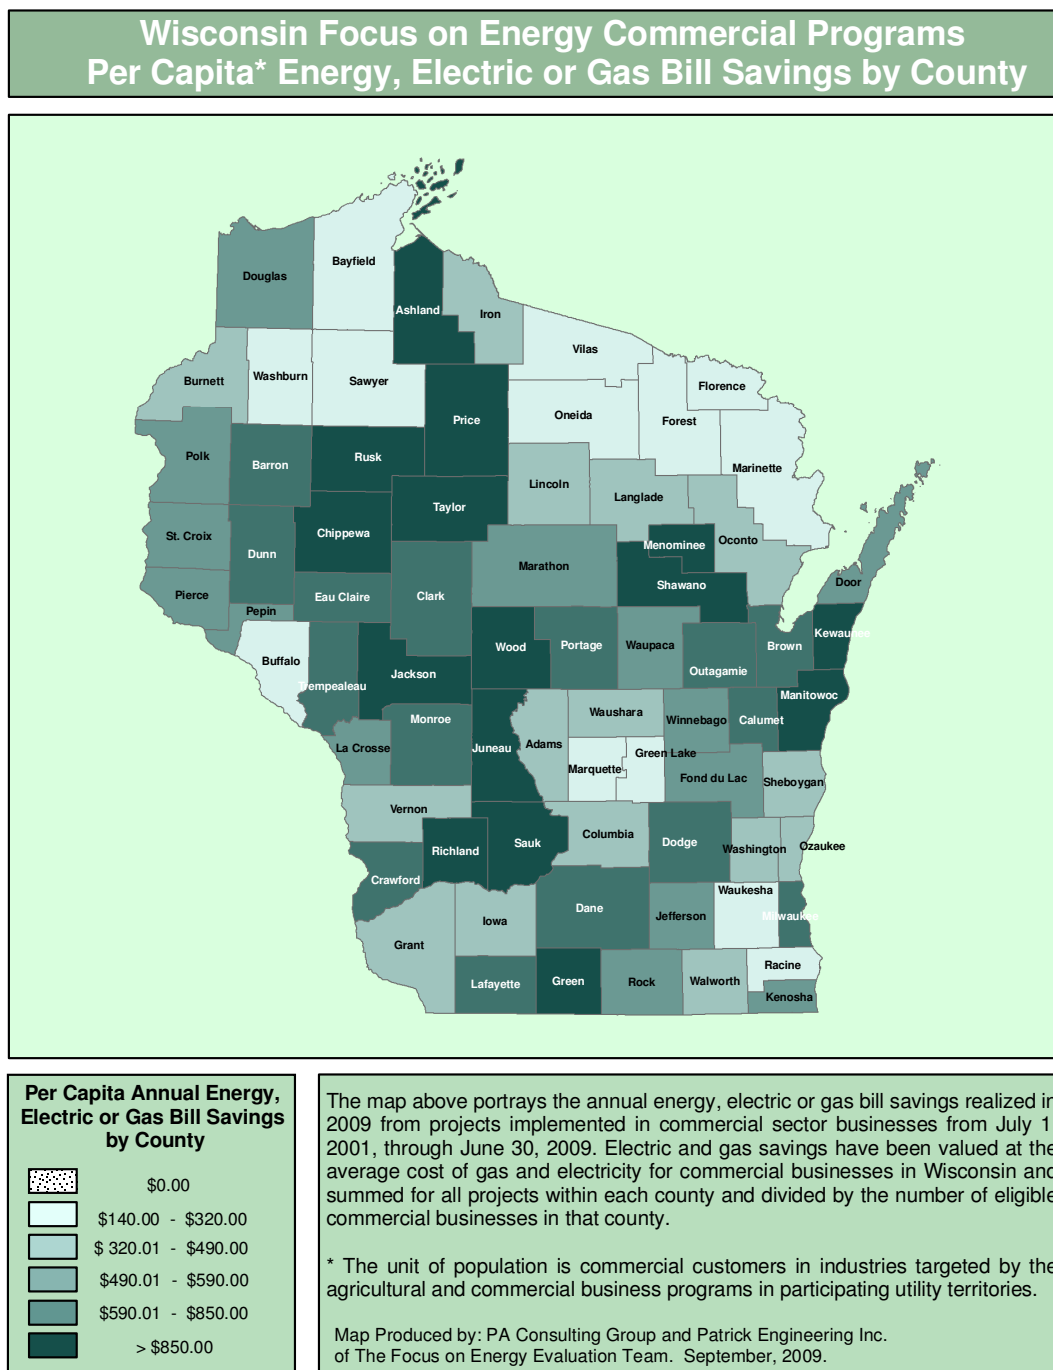 Wisconsin Focus on Energy Commercial Programs
Per Capita* Energy, Electric or Gas Bill Savings by County
Bayfield
Douglas
Ashland
Iron
Vilas
Burnett
Washburn
Sawyer
Florence
Price
Oneida
Forest
Polk
Barron
Rusk
Marinette
Lincoln
Langlade
Taylor
St. Croix
Chippewa
Oconto
Menominee
Dunn
Marathon
Shawano
Door
Pierce
Eau Claire
Clark
Pepin
Kewaunee
Wood
Portage
Waupaca
Brown
Buffalo
Outagamie
Jackson
Trempealeau
Manitowoc
Waushara
Monroe
Winnebago
Calumet
La Crosse
Juneau
Adams
Green Lake
Marquette
Fond du Lac
Sheboygan
Vernon
Columbia
Sauk
Dodge
Richland
Washington
Ozaukee
Crawford
Waukesha
Dane
Jefferson
Milwaukee
Iowa
Grant
Racine
Lafayette
Green
Rock
Walworth
Kenosha
Per Capita Annual Energy,
Electric or Gas Bill Savings
by County
$0.00
$140.00 - $320.00
$ 320.01 - $490.00
$490.01 - $590.00
$590.01 - $850.00
> $850.00
The map above portrays the annual energy, electric or gas bill savings realized in
2009 from projects implemented in commercial sector businesses from July 1
2001, through June 30, 2009. Electric and gas savings have been valued at the
average cost of gas and electricity for commercial businesses in Wisconsin and
summed for all projects within each county and divided by the number of eligible
commercial businesses in that county.
* The unit of population is commercial customers in industries targeted by the
agricultural and commercial business programs in participating utility territories.
Map Produced by: PA Consulting Group and Patrick Engineering Inc.
of The Focus on Energy Evaluation Team. September, 2009.